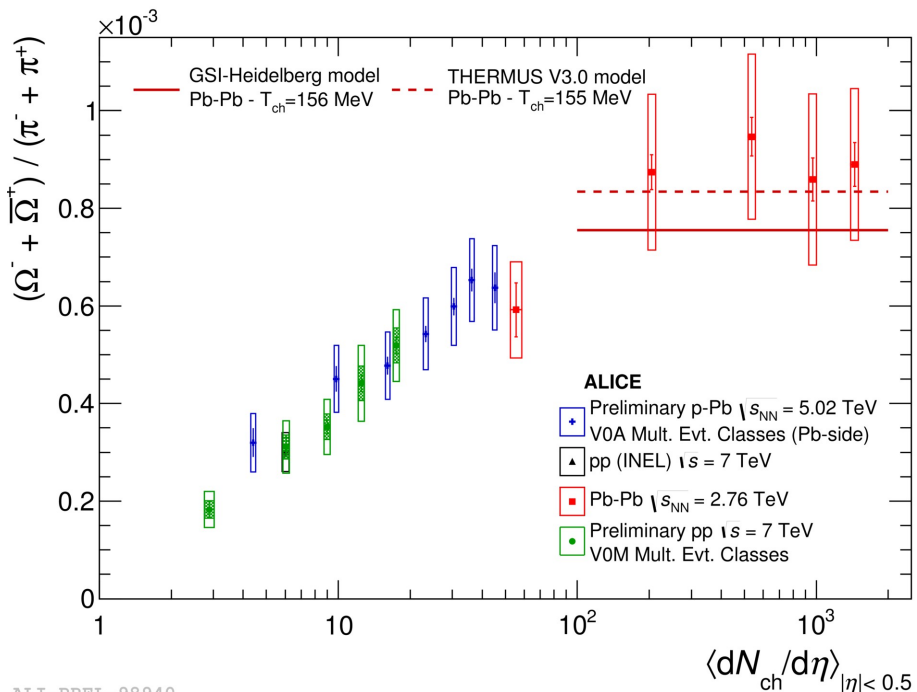 ×10⁻³
(Ω⁻ + Ω̅⁺) / (π⁻ + π⁺)
GSI-Heidelberg model
Pb-Pb - T_ch=156 MeV
THERMUS V3.0 model
Pb-Pb - T_ch=155 MeV
1
0.8
0.6
0.4
0.2
0
ALICE
Preliminary p-Pb √s_NN = 5.02 TeV
V0A Mult. Evt. Classes (Pb-side)
pp (INEL) √s = 7 TeV
Pb-Pb √s_NN = 2.76 TeV
Preliminary pp √s = 7 TeV
V0M Mult. Evt. Classes
1 10 10² 10³
⟨dN_ch/dη⟩_|η|< 0.5